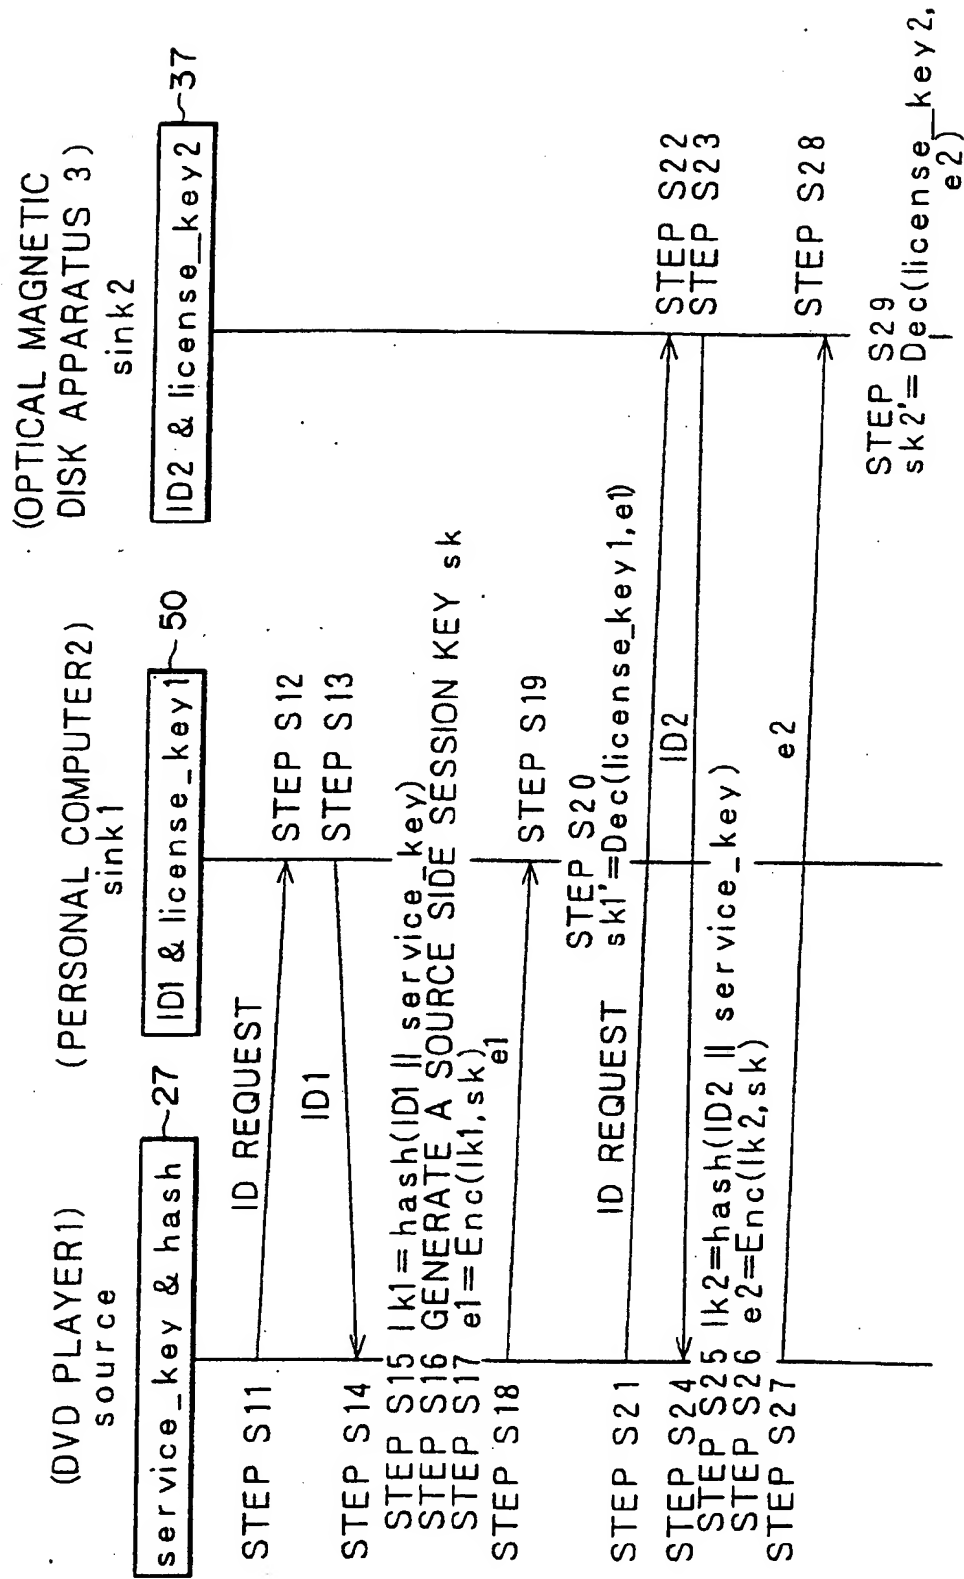 (DVD PLAYER1)
source
service_key & hash
27
(PERSONAL COMPUTER2)
sink1
ID1 & license_key1
50
(OPTICAL MAGNETIC
DISK APPARATUS 3)
sink2
ID2 & license_key2
37
STEP S11
ID REQUEST
STEP S12
STEP S13
ID1
STEP S14
STEP S15 lk1=hash(ID1 || service_key)
STEP S16 GENERATE A SOURCE SIDE SESSION KEY sk
STEP S17 e1=Enc(lk1,sk)
STEP S18
e1
STEP S19
STEP S20
sk1'=Dec(license_key1,e1)
STEP S21
ID REQUEST
STEP S22
STEP S23
ID2
STEP S24
STEP S25 lk2=hash(ID2 || service_key)
STEP S26 e2=Enc(lk2,sk)
STEP S27
e2
STEP S28
STEP S29
sk2'=Dec(license_key2,
e2)